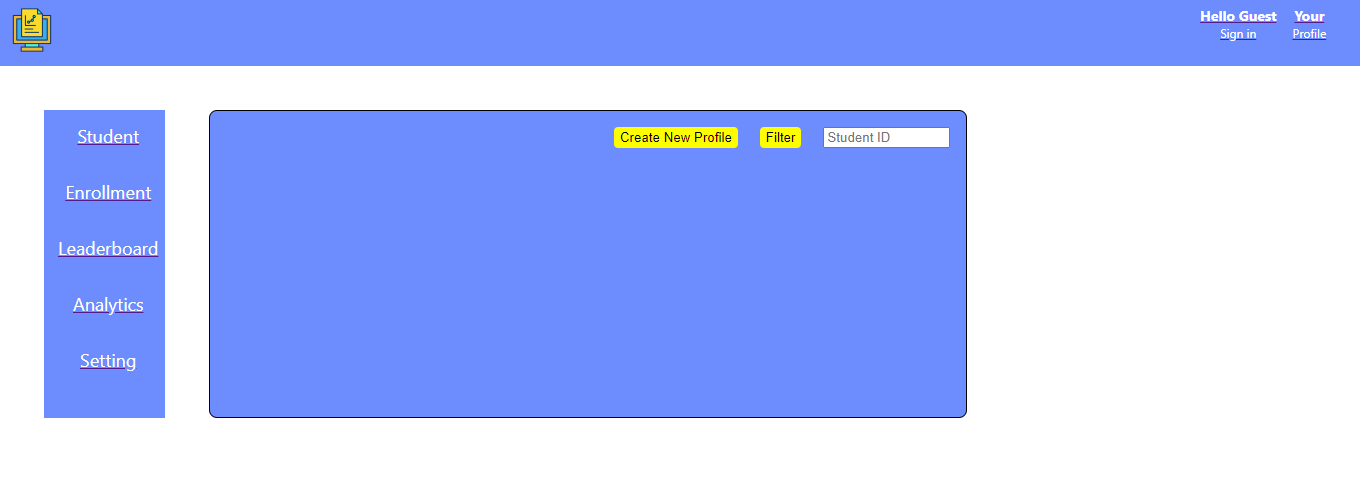 Hello Guest Your
Sign in Profile
Student
Create New Profile Filter Student ID
Enrollment
Leaderboard
Analytics
Setting